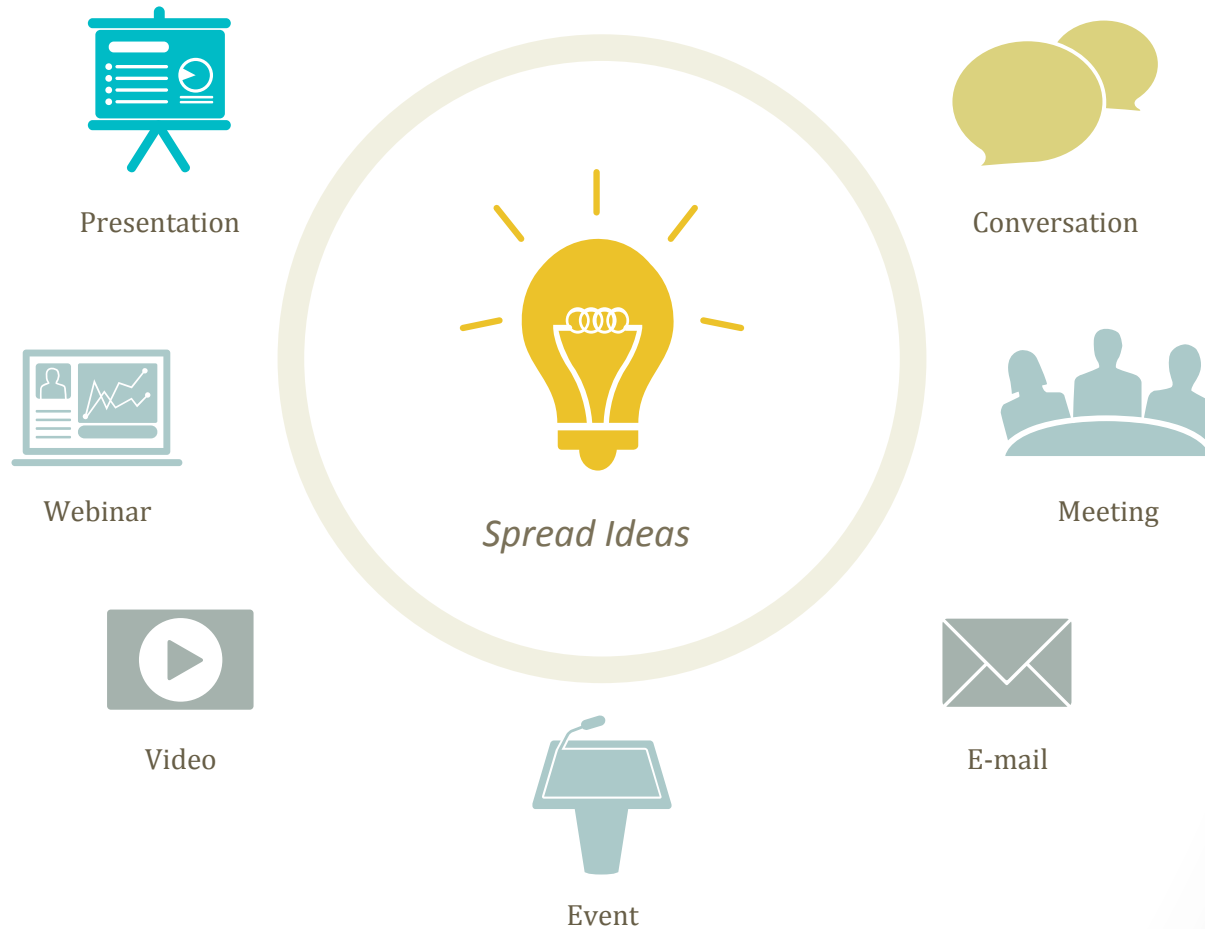 Presentation
Conversation
Webinar
Meeting
Spread Ideas
Video
E-mail
Event